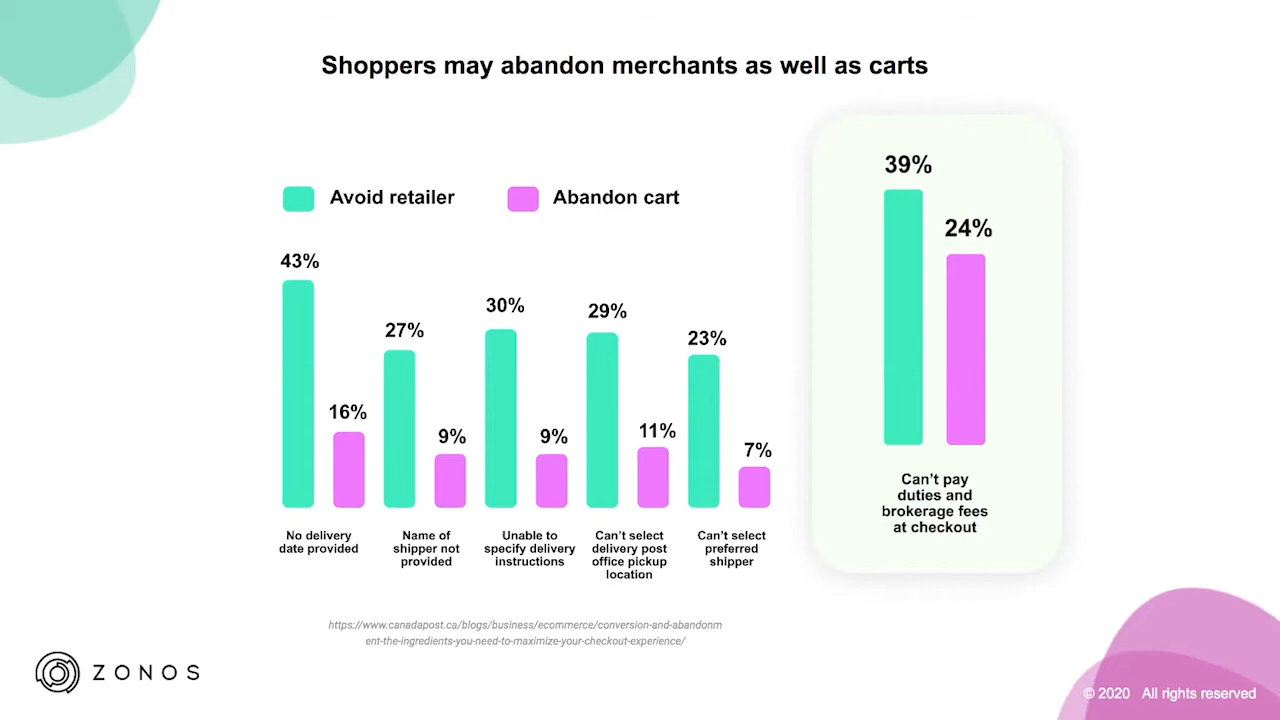 Shoppers may abandon merchants as well as carts
Avoid retailer
Abandon cart
43%
16%
27%
9%
30%
9%
29%
11%
23%
7%
No delivery
date provided
Name of
shipper not
provided
Unable to
specify delivery
instructions
Can't select
delivery post
office pickup
location
Can't select
preferred
shipper
39%
24%
Can't pay
duties and
brokerage fees
at checkout
https://www.canadapost.ca/blogs/business/ecommerce/conversion-and-abandonm
ent-the-ingredients-you-need-to-maximize-your-checkout-experience/
ZONOS
© 2020 All rights reserved